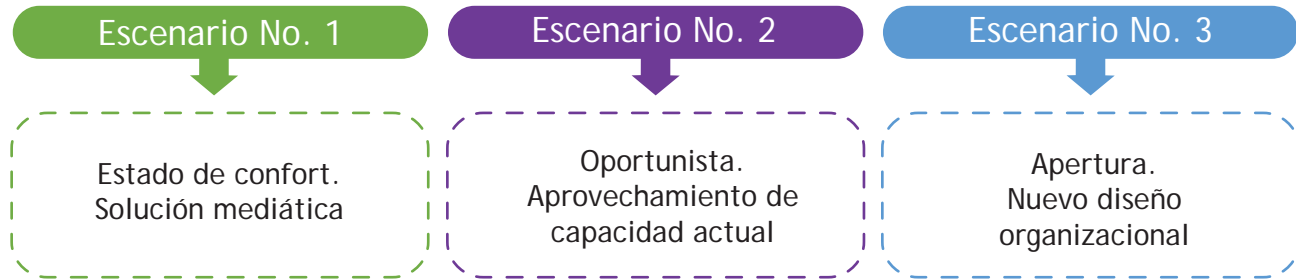 Escenario No. 1
Estado de confort.
Solución mediática
Escenario No. 2
Oportunista.
Aprovechamiento de
capacidad actual
Escenario No. 3
Apertura.
Nuevo diseño
organizacional